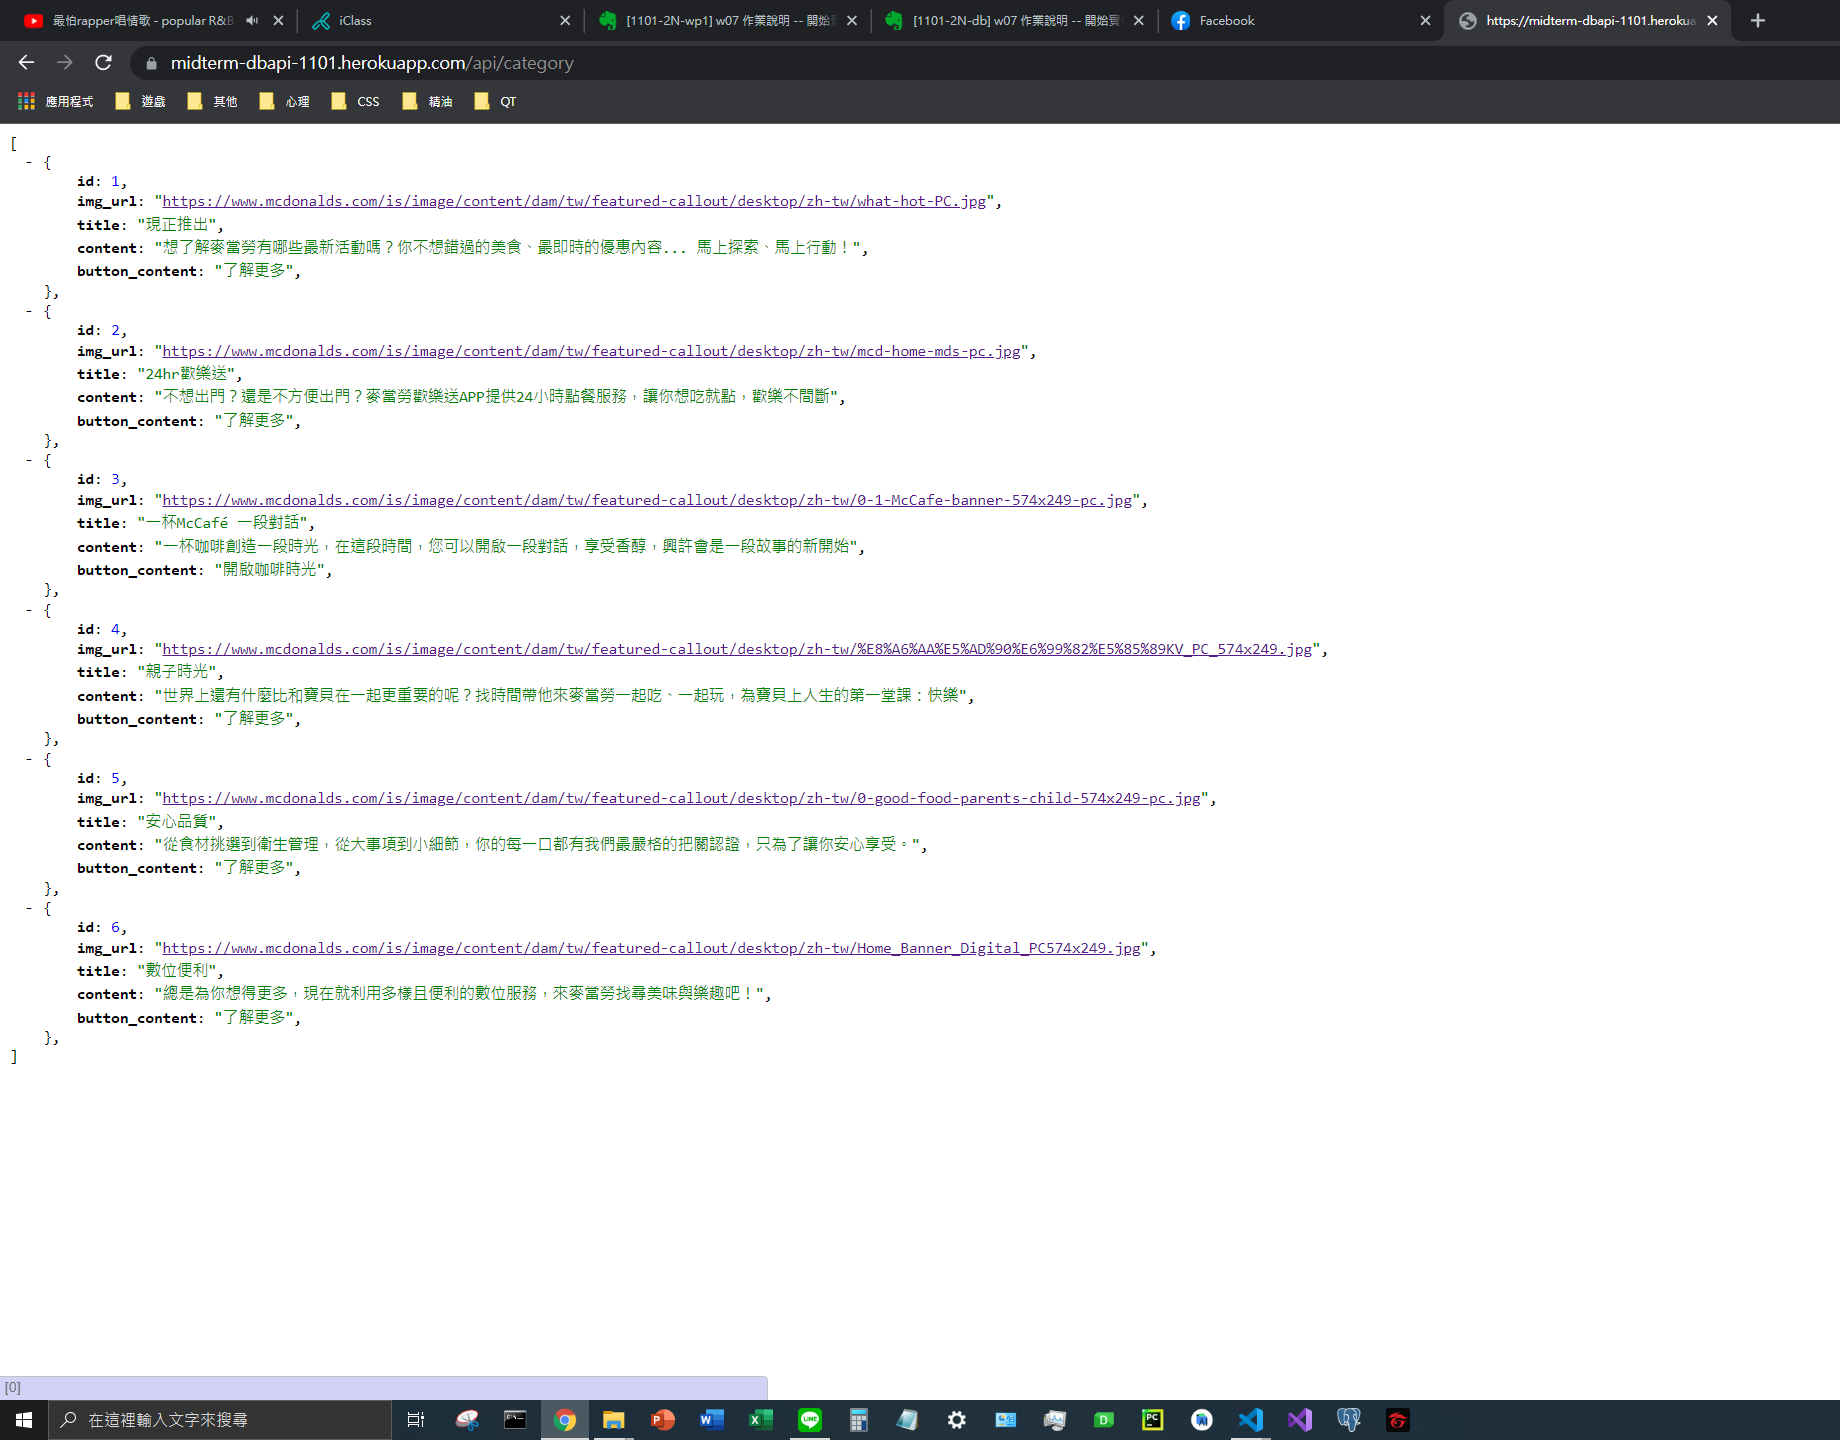 最怕rapper唱情歌 - popular R&B
iClass
[1101-2N-wp1] w07 作業說明 -- 開始
[1101-2N-db] w07 作業說明 -- 開始
Facebook
https://midterm-dbapi-1101.heroku
midterm-dbapi-1101.herokuapp.com/api/category
應用程式 遊戲 其他 心理 CSS 精油 QT
[
- {
id: 1,
img_url: "https://www.mcdonalds.com/is/image/content/dam/tw/featured-callout/desktop/zh-tw/what-hot-PC.jpg",
title: "現正推出",
content: "想了解麥當勞有哪些最新活動嗎？你不想錯過的美食、最即時的優惠內容... 馬上探索、馬上行動！",
button_content: "了解更多",
},
- {
id: 2,
img_url: "https://www.mcdonalds.com/is/image/content/dam/tw/featured-callout/desktop/zh-tw/mcd-home-mds-pc.jpg",
title: "24hr歡樂送",
content: "不想出門？還是不方便出門？麥當勞歡樂送APP提供24小時點餐服務，讓你想吃就點，歡樂不間斷",
button_content: "了解更多",
},
- {
id: 3,
img_url: "https://www.mcdonalds.com/is/image/content/dam/tw/featured-callout/desktop/zh-tw/0-1-McCafe-banner-574x249-pc.jpg",
title: "一杯McCafé 一段對話",
content: "一杯咖啡創造一段時光，在這段時間，您可以開啟一段對話，享受香醇，興許會是一段故事的新開始",
button_content: "開啟咖啡時光",
},
- {
id: 4,
img_url: "https://www.mcdonalds.com/is/image/content/dam/tw/featured-callout/desktop/zh-tw/%E8%A6%AA%E5%AD%90%E6%99%82%E5%85%89KV_PC_574x249.jpg",
title: "親子時光",
content: "世界上還有什麼比和寶貝在一起更重要的呢？找時間帶他來麥當勞一起吃、一起玩，為寶貝上人生的第一堂課：快樂",
button_content: "了解更多",
},
- {
id: 5,
img_url: "https://www.mcdonalds.com/is/image/content/dam/tw/featured-callout/desktop/zh-tw/0-good-food-parents-child-574x249-pc.jpg",
title: "安心品質",
content: "從食材挑選到衛生管理，從大事項到小細節，你的每一口都有我們最嚴格的把關認證，只為了讓你安心享受。",
button_content: "了解更多",
},
- {
id: 6,
img_url: "https://www.mcdonalds.com/is/image/content/dam/tw/featured-callout/desktop/zh-tw/Home_Banner_Digital_PC574x249.jpg",
title: "數位便利",
content: "總是為你想得更多，現在就利用多樣且便利的數位服務，來麥當勞找尋美味與樂趣吧！",
button_content: "了解更多",
},
]
[0]
在這裡輸入文字來搜尋